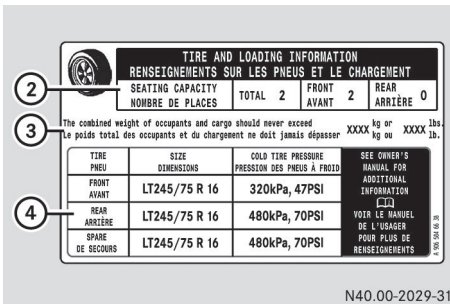 TIRE AND LOADING INFORMATION
RENSEIGNEMENTS SUR LES PNEUS ET LE CHARGEMENT
2
SEATING CAPACITY
NOMBRE DE PLACES
TOTAL 2
FRONT
AVANT
2
REAR
ARRIÈRE
0
3
The combined weight of occupants and cargo should never exceed
Le poids total des occupants et du chargement ne doit jamais dépasser
XXXX kg or
kg ou
XXXX lbs.
lb.
TIRE
PNEU
SIZE
DIMENSIONS
COLD TIRE PRESSURE
PRESSION DES PNEUS À FROID
SEE OWNER'S
MANUAL FOR
ADDITIONAL
INFORMATION
VOIR LE MANUEL
DE L'USAGER
POUR PLUS DE
RENSEIGNEMENTS
FRONT
AVANT
LT245/75 R 16
320kPa, 47PSI
4
REAR
ARRIÈRE
LT245/75 R 16
480kPa, 70PSI
SPARE
DE SECOURS
LT245/75 R 16
480kPa, 70PSI
A 906 584 66 38
N40.00-2029-31